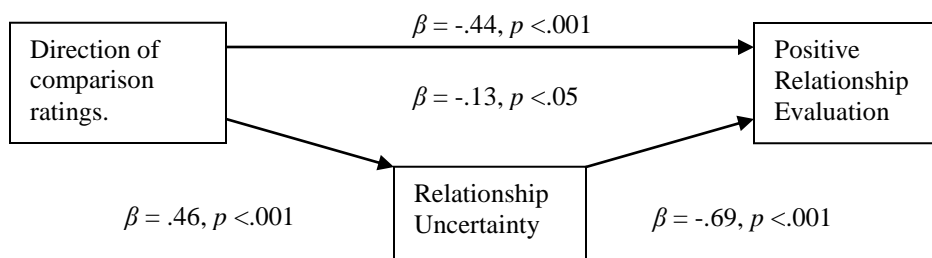 β = -.44, p <.001
Direction of
comparison
ratings.
Positive
Relationship
Evaluation
β = -.13, p <.05
Relationship
Uncertainty
β = .46, p <.001
β = -.69, p <.001